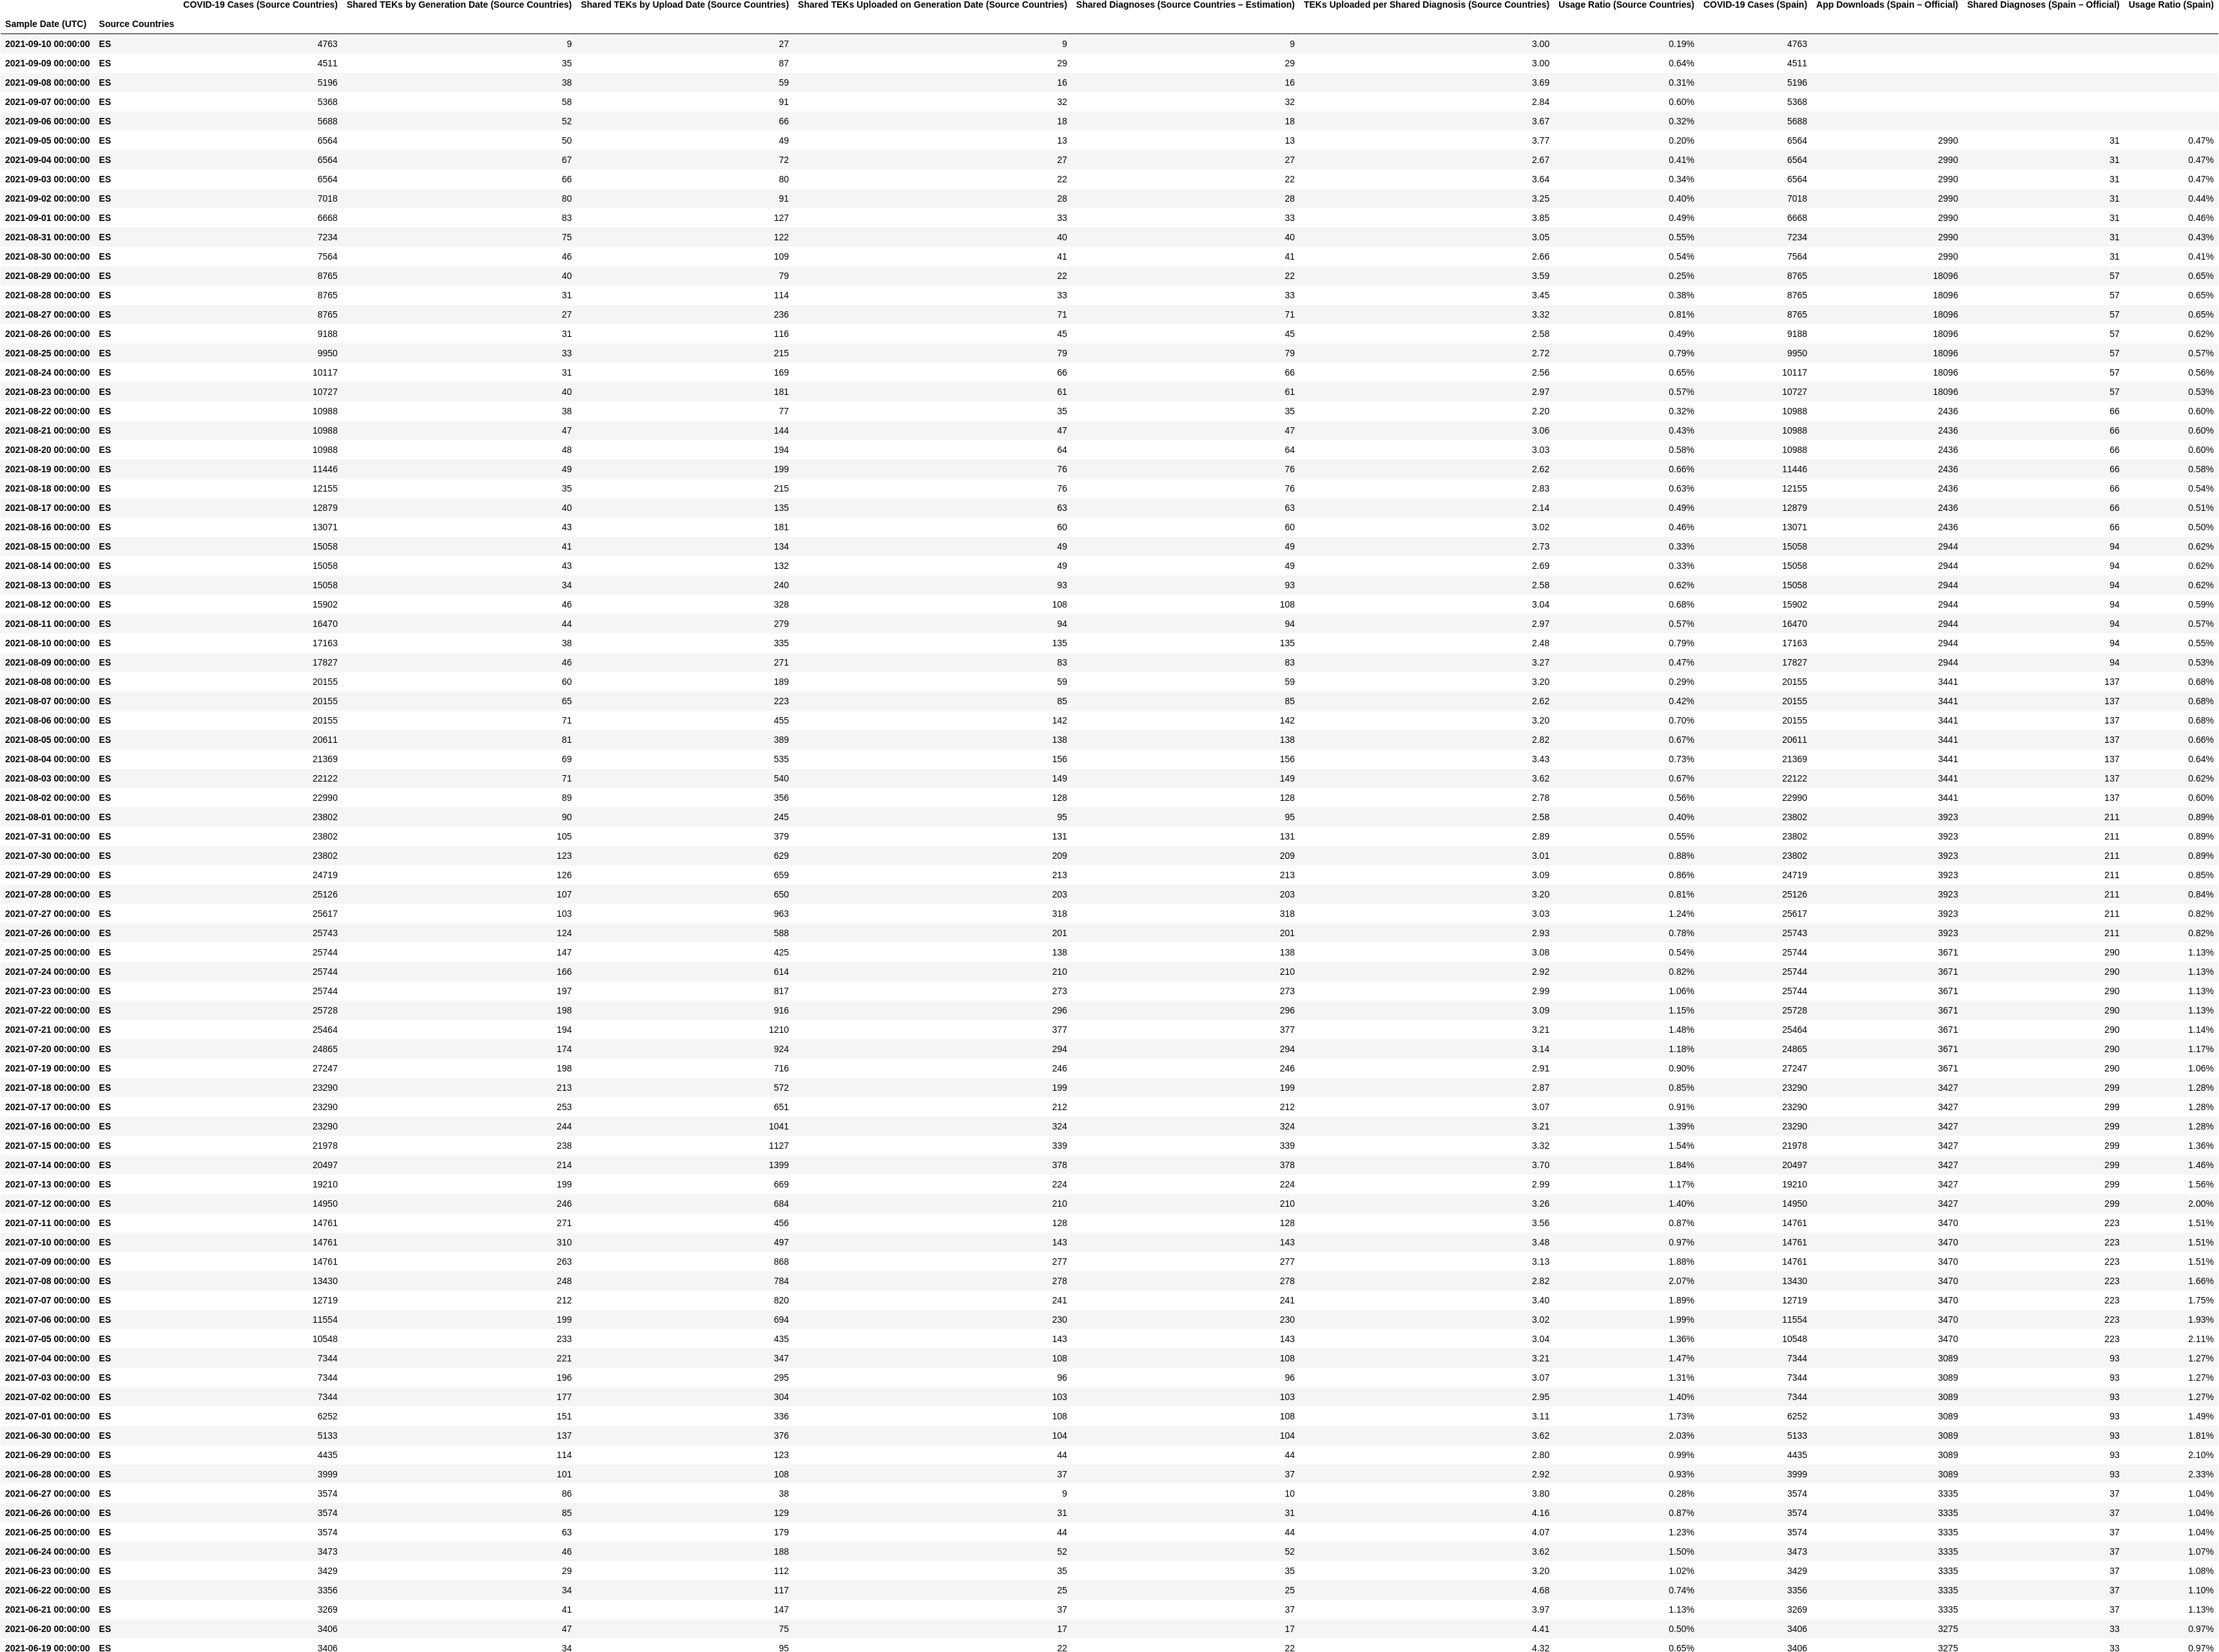 COVID-19 Cases (Source Countries) Shared TEKs by Generation Date (Source Countries) Shared TEKs by Upload Date (Source Countries) Shared TEKs Uploaded on Generation Date (Source Countries) Shared Diagnoses (Source Countries – Estimation) TEKs Uploaded per Shared Diagnosis (Source Countries) Usage Ratio (Source Countries) COVID-19 Cases (Spain) App Downloads (Spain – Official) Shared Diagnoses (Spain – Official) Usage Ratio (Spain)
Sample Date (UTC) Source Countries
2021-09-10 00:00:00 ES 4763 9 27 9 9 3.00 0.19% 4763
2021-09-09 00:00:00 ES 4511 35 87 29 29 3.00 0.64% 4511
2021-09-08 00:00:00 ES 5196 38 59 16 16 3.69 0.31% 5196
2021-09-07 00:00:00 ES 5368 58 91 32 32 2.84 0.60% 5368
2021-09-06 00:00:00 ES 5688 52 66 18 18 3.67 0.32% 5688
2021-09-05 00:00:00 ES 6564 50 49 13 13 3.77 0.20% 6564 2990 31 0.47%
2021-09-04 00:00:00 ES 6564 67 72 27 27 2.67 0.41% 6564 2990 31 0.47%
2021-09-03 00:00:00 ES 6564 66 80 22 22 3.64 0.34% 6564 2990 31 0.47%
2021-09-02 00:00:00 ES 7018 80 91 28 28 3.25 0.40% 7018 2990 31 0.44%
2021-09-01 00:00:00 ES 6668 83 127 33 33 3.85 0.49% 6668 2990 31 0.46%
2021-08-31 00:00:00 ES 7234 75 122 40 40 3.05 0.55% 7234 2990 31 0.43%
2021-08-30 00:00:00 ES 7564 46 109 41 41 2.66 0.54% 7564 2990 31 0.41%
2021-08-29 00:00:00 ES 8765 40 79 22 22 3.59 0.25% 8765 18096 57 0.65%
2021-08-28 00:00:00 ES 8765 31 114 33 33 3.45 0.38% 8765 18096 57 0.65%
2021-08-27 00:00:00 ES 8765 27 236 71 71 3.32 0.81% 8765 18096 57 0.65%
2021-08-26 00:00:00 ES 9188 31 116 45 45 2.58 0.49% 9188 18096 57 0.62%
2021-08-25 00:00:00 ES 9950 33 215 79 79 2.72 0.79% 9950 18096 57 0.57%
2021-08-24 00:00:00 ES 10117 31 169 66 66 2.56 0.65% 10117 18096 57 0.56%
2021-08-23 00:00:00 ES 10727 40 181 61 61 2.97 0.57% 10727 18096 57 0.53%
2021-08-22 00:00:00 ES 10988 38 77 35 35 2.20 0.32% 10988 2436 66 0.60%
2021-08-21 00:00:00 ES 10988 47 144 47 47 3.06 0.43% 10988 2436 66 0.60%
2021-08-20 00:00:00 ES 10988 48 194 64 64 3.03 0.58% 10988 2436 66 0.60%
2021-08-19 00:00:00 ES 11446 49 199 76 76 2.62 0.66% 11446 2436 66 0.58%
2021-08-18 00:00:00 ES 12155 35 215 76 76 2.83 0.63% 12155 2436 66 0.54%
2021-08-17 00:00:00 ES 12879 40 135 63 63 2.14 0.49% 12879 2436 66 0.51%
2021-08-16 00:00:00 ES 13071 43 181 60 60 3.02 0.46% 13071 2436 66 0.50%
2021-08-15 00:00:00 ES 15058 41 134 49 49 2.73 0.33% 15058 2944 94 0.62%
2021-08-14 00:00:00 ES 15058 43 132 49 49 2.69 0.33% 15058 2944 94 0.62%
2021-08-13 00:00:00 ES 15058 34 240 93 93 2.58 0.62% 15058 2944 94 0.62%
2021-08-12 00:00:00 ES 15902 46 328 108 108 3.04 0.68% 15902 2944 94 0.59%
2021-08-11 00:00:00 ES 16470 44 279 94 94 2.97 0.57% 16470 2944 94 0.57%
2021-08-10 00:00:00 ES 17163 38 335 135 135 2.48 0.79% 17163 2944 94 0.55%
2021-08-09 00:00:00 ES 17827 46 271 83 83 3.27 0.47% 17827 2944 94 0.53%
2021-08-08 00:00:00 ES 20155 60 189 59 59 3.20 0.29% 20155 3441 137 0.68%
2021-08-07 00:00:00 ES 20155 65 223 85 85 2.62 0.42% 20155 3441 137 0.68%
2021-08-06 00:00:00 ES 20155 71 455 142 142 3.20 0.70% 20155 3441 137 0.68%
2021-08-05 00:00:00 ES 20611 81 389 138 138 2.82 0.67% 20611 3441 137 0.66%
2021-08-04 00:00:00 ES 21369 69 535 156 156 3.43 0.73% 21369 3441 137 0.64%
2021-08-03 00:00:00 ES 22122 71 540 149 149 3.62 0.67% 22122 3441 137 0.62%
2021-08-02 00:00:00 ES 22990 89 356 128 128 2.78 0.56% 22990 3441 137 0.60%
2021-08-01 00:00:00 ES 23802 90 245 95 95 2.58 0.40% 23802 3923 211 0.89%
2021-07-31 00:00:00 ES 23802 105 379 131 131 2.89 0.55% 23802 3923 211 0.89%
2021-07-30 00:00:00 ES 23802 123 629 209 209 3.01 0.88% 23802 3923 211 0.89%
2021-07-29 00:00:00 ES 24719 126 659 213 213 3.09 0.86% 24719 3923 211 0.85%
2021-07-28 00:00:00 ES 25126 107 650 203 203 3.20 0.81% 25126 3923 211 0.84%
2021-07-27 00:00:00 ES 25617 103 963 318 318 3.03 1.24% 25617 3923 211 0.82%
2021-07-26 00:00:00 ES 25743 124 588 201 201 2.93 0.78% 25743 3923 211 0.82%
2021-07-25 00:00:00 ES 25744 147 425 138 138 3.08 0.54% 25744 3671 290 1.13%
2021-07-24 00:00:00 ES 25744 166 614 210 210 2.92 0.82% 25744 3671 290 1.13%
2021-07-23 00:00:00 ES 25744 197 817 273 273 2.99 1.06% 25744 3671 290 1.13%
2021-07-22 00:00:00 ES 25728 198 916 296 296 3.09 1.15% 25728 3671 290 1.13%
2021-07-21 00:00:00 ES 25464 194 1210 377 377 3.21 1.48% 25464 3671 290 1.14%
2021-07-20 00:00:00 ES 24865 174 924 294 294 3.14 1.18% 24865 3671 290 1.17%
2021-07-19 00:00:00 ES 27247 198 716 246 246 2.91 0.90% 27247 3671 290 1.06%
2021-07-18 00:00:00 ES 23290 213 572 199 199 2.87 0.85% 23290 3427 299 1.28%
2021-07-17 00:00:00 ES 23290 253 651 212 212 3.07 0.91% 23290 3427 299 1.28%
2021-07-16 00:00:00 ES 23290 244 1041 324 324 3.21 1.39% 23290 3427 299 1.28%
2021-07-15 00:00:00 ES 21978 238 1127 339 339 3.32 1.54% 21978 3427 299 1.36%
2021-07-14 00:00:00 ES 20497 214 1399 378 378 3.70 1.84% 20497 3427 299 1.46%
2021-07-13 00:00:00 ES 19210 199 669 224 224 2.99 1.17% 19210 3427 299 1.56%
2021-07-12 00:00:00 ES 14950 246 684 210 210 3.26 1.40% 14950 3427 299 2.00%
2021-07-11 00:00:00 ES 14761 271 456 128 128 3.56 0.87% 14761 3470 223 1.51%
2021-07-10 00:00:00 ES 14761 310 497 143 143 3.48 0.97% 14761 3470 223 1.51%
2021-07-09 00:00:00 ES 14761 263 868 277 277 3.13 1.88% 14761 3470 223 1.51%
2021-07-08 00:00:00 ES 13430 248 784 278 278 2.82 2.07% 13430 3470 223 1.66%
2021-07-07 00:00:00 ES 12719 212 820 241 241 3.40 1.89% 12719 3470 223 1.75%
2021-07-06 00:00:00 ES 11554 199 694 230 230 3.02 1.99% 11554 3470 223 1.93%
2021-07-05 00:00:00 ES 10548 233 435 143 143 3.04 1.36% 10548 3470 223 2.11%
2021-07-04 00:00:00 ES 7344 221 347 108 108 3.21 1.47% 7344 3089 93 1.27%
2021-07-03 00:00:00 ES 7344 196 295 96 96 3.07 1.31% 7344 3089 93 1.27%
2021-07-02 00:00:00 ES 7344 177 304 103 103 2.95 1.40% 7344 3089 93 1.27%
2021-07-01 00:00:00 ES 6252 151 336 108 108 3.11 1.73% 6252 3089 93 1.49%
2021-06-30 00:00:00 ES 5133 137 376 104 104 3.62 2.03% 5133 3089 93 1.81%
2021-06-29 00:00:00 ES 4435 114 123 44 44 2.80 0.99% 4435 3089 93 2.10%
2021-06-28 00:00:00 ES 3999 101 108 37 37 2.92 0.93% 3999 3089 93 2.33%
2021-06-27 00:00:00 ES 3574 86 38 9 10 3.80 0.28% 3574 3335 37 1.04%
2021-06-26 00:00:00 ES 3574 85 129 31 31 4.16 0.87% 3574 3335 37 1.04%
2021-06-25 00:00:00 ES 3574 63 179 44 44 4.07 1.23% 3574 3335 37 1.04%
2021-06-24 00:00:00 ES 3473 46 188 52 52 3.62 1.50% 3473 3335 37 1.07%
2021-06-23 00:00:00 ES 3429 29 112 35 35 3.20 1.02% 3429 3335 37 1.08%
2021-06-22 00:00:00 ES 3356 34 117 25 25 4.68 0.74% 3356 3335 37 1.10%
2021-06-21 00:00:00 ES 3269 41 147 37 37 3.97 1.13% 3269 3335 37 1.13%
2021-06-20 00:00:00 ES 3406 47 75 17 17 4.41 0.50% 3406 3275 33 0.97%
2021-06-19 00:00:00 ES 3406 34 95 22 22 4.32 0.65% 3406 3275 33 0.97%